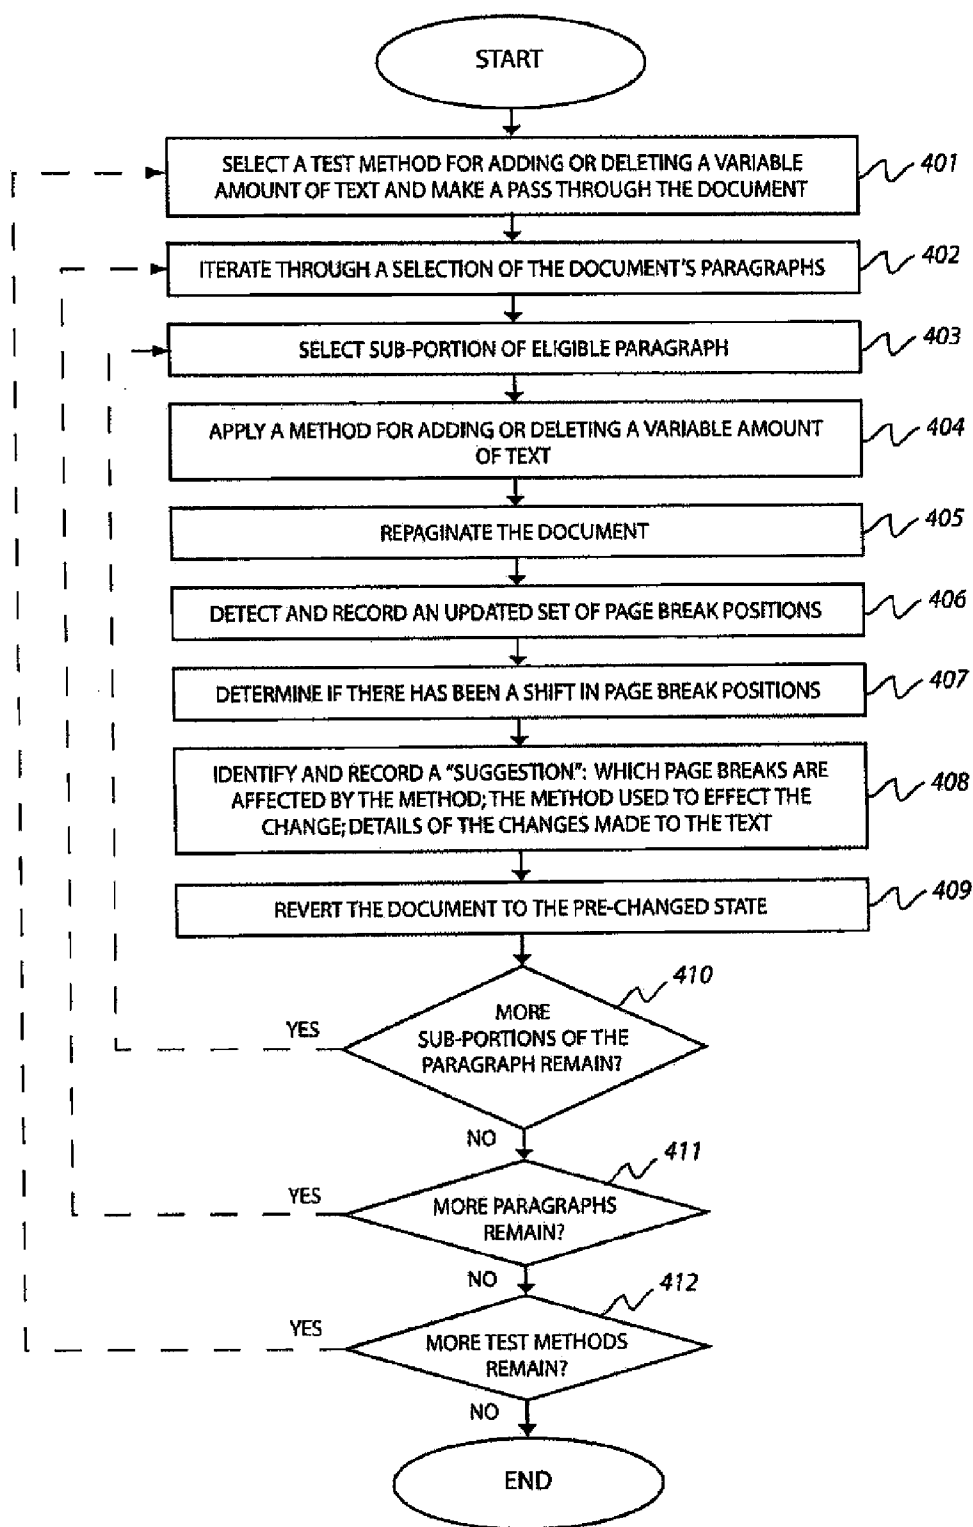 START
SELECT A TEST METHOD FOR ADDING OR DELETING A VARIABLE
AMOUNT OF TEXT AND MAKE A PASS THROUGH THE DOCUMENT
401
ITERATE THROUGH A SELECTION OF THE DOCUMENT'S PARAGRAPHS
402
SELECT SUB-PORTION OF ELIGIBLE PARAGRAPH
403
APPLY A METHOD FOR ADDING OR DELETING A VARIABLE AMOUNT
OF TEXT
404
REPAGINATE THE DOCUMENT
405
DETECT AND RECORD AN UPDATED SET OF PAGE BREAK POSITIONS
406
DETERMINE IF THERE HAS BEEN A SHIFT IN PAGE BREAK POSITIONS
407
IDENTIFY AND RECORD A "SUGGESTION": WHICH PAGE BREAKS ARE
AFFECTED BY THE METHOD; THE METHOD USED TO EFFECT THE
CHANGE; DETAILS OF THE CHANGES MADE TO THE TEXT
408
REVERT THE DOCUMENT TO THE PRE-CHANGED STATE
409
410
YES
MORE
SUB-PORTIONS OF THE
PARAGRAPH REMAIN?
NO
411
YES
MORE PARAGRAPHS
REMAIN?
NO
412
YES
MORE TEST METHODS
REMAIN?
NO
END